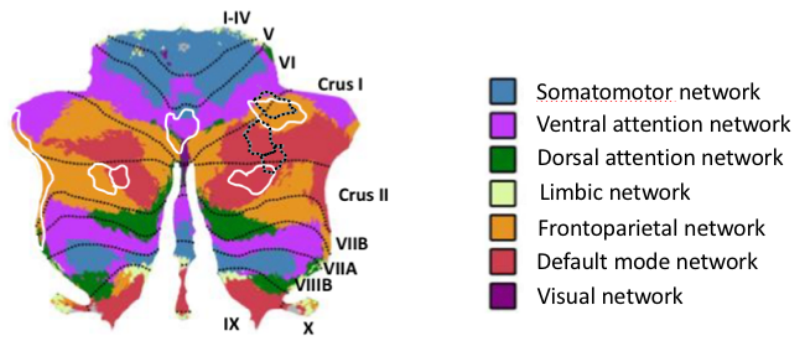 I-IV
V
VI
Crus I
Crus II
VIIB
VIIA
VIIIB
IX
X
Somatomotor network
Ventral attention network
Dorsal attention network
Limbic network
Frontoparietal network
Default mode network
Visual network